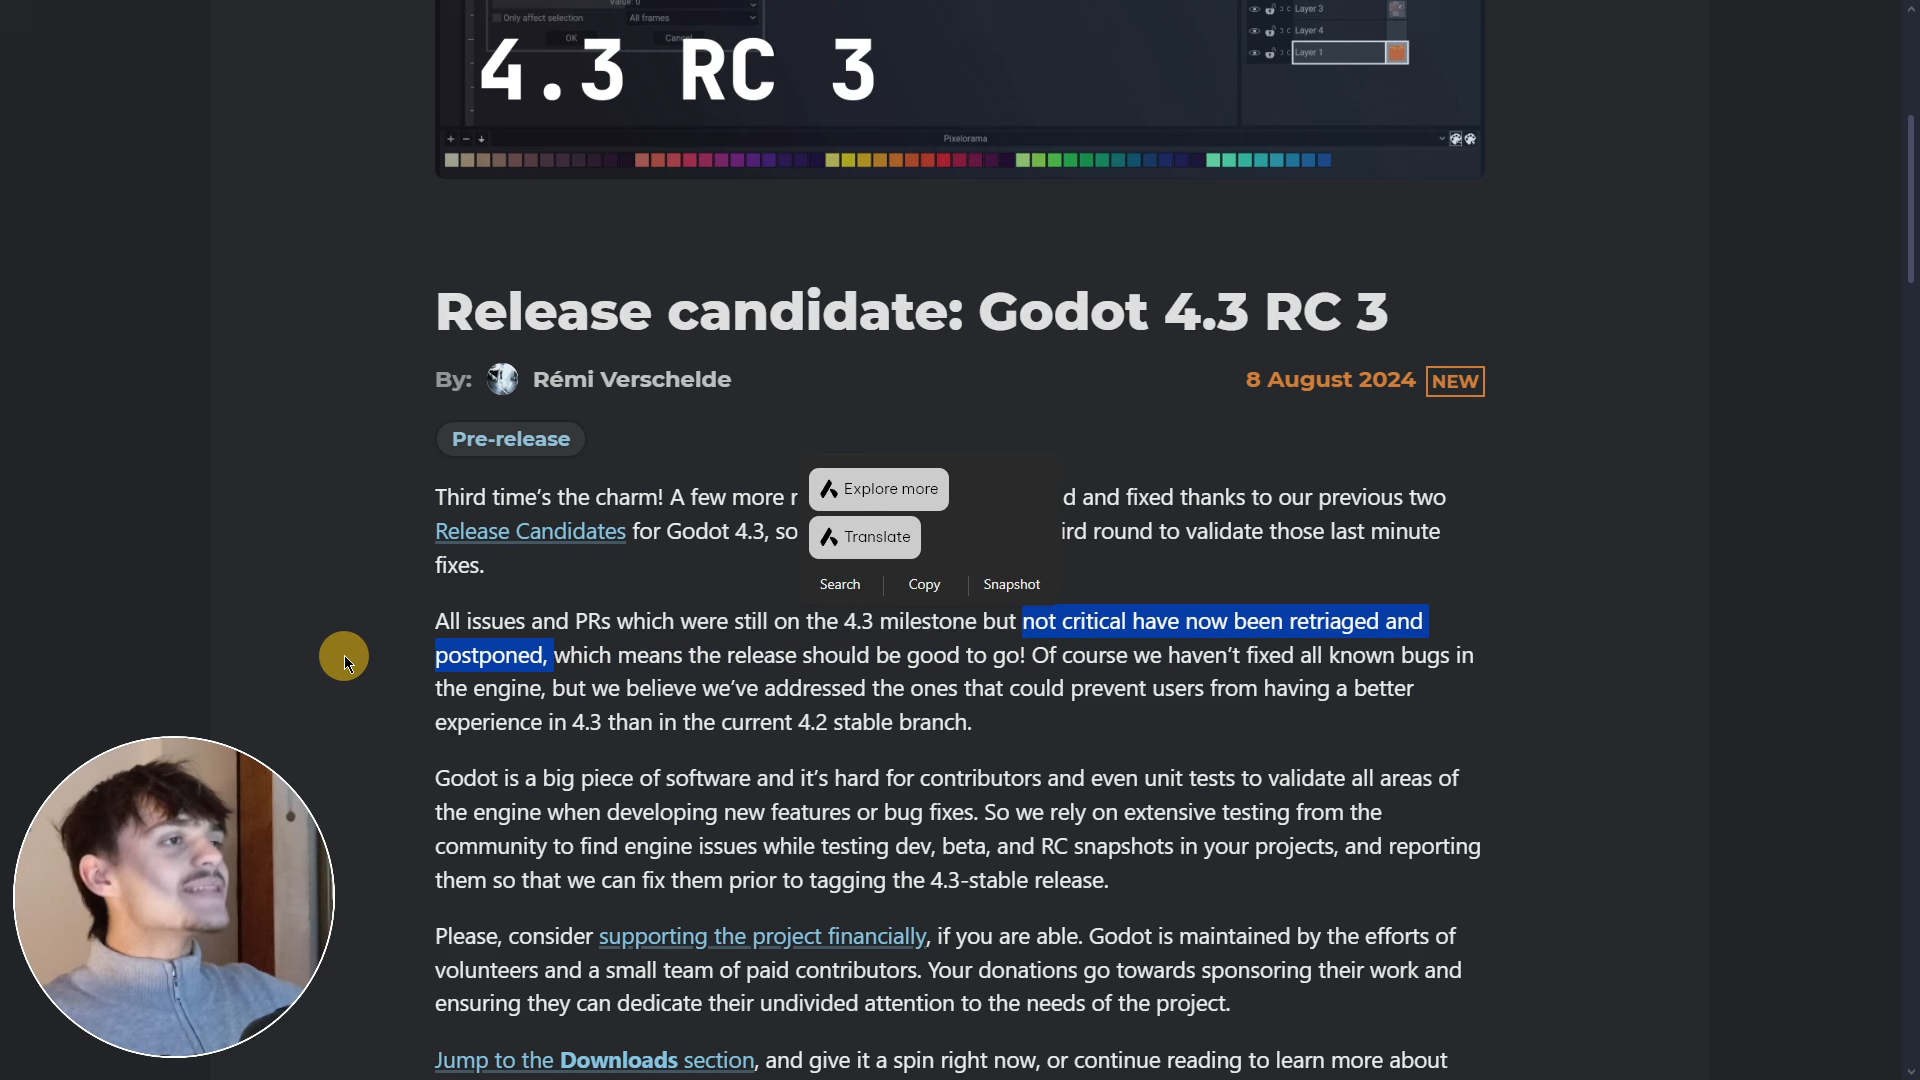 Value: 0
Only affect selection
All frames
OK
Cancel
Layer 3
Layer 4
Layer 1
4.3 RC 3
Pixelorama
Release candidate: Godot 4.3 RC 3
By: Rémi Verschelde
8 August 2024 NEW
Pre-release
Third time’s the charm! A few more r d and fixed thanks to our previous two
Explore more
Release Candidates for Godot 4.3, so ird round to validate those last minute
Translate
fixes.
Search Copy Snapshot
All issues and PRs which were still on the 4.3 milestone but not critical have now been retriaged and
postponed, which means the release should be good to go! Of course we haven’t fixed all known bugs in
the engine, but we believe we’ve addressed the ones that could prevent users from having a better
experience in 4.3 than in the current 4.2 stable branch.
Godot is a big piece of software and it’s hard for contributors and even unit tests to validate all areas of
the engine when developing new features or bug fixes. So we rely on extensive testing from the
community to find engine issues while testing dev, beta, and RC snapshots in your projects, and reporting
them so that we can fix them prior to tagging the 4.3-stable release.
Please, consider supporting the project financially, if you are able. Godot is maintained by the efforts of
volunteers and a small team of paid contributors. Your donations go towards sponsoring their work and
ensuring they can dedicate their undivided attention to the needs of the project.
Jump to the Downloads section, and give it a spin right now, or continue reading to learn more about